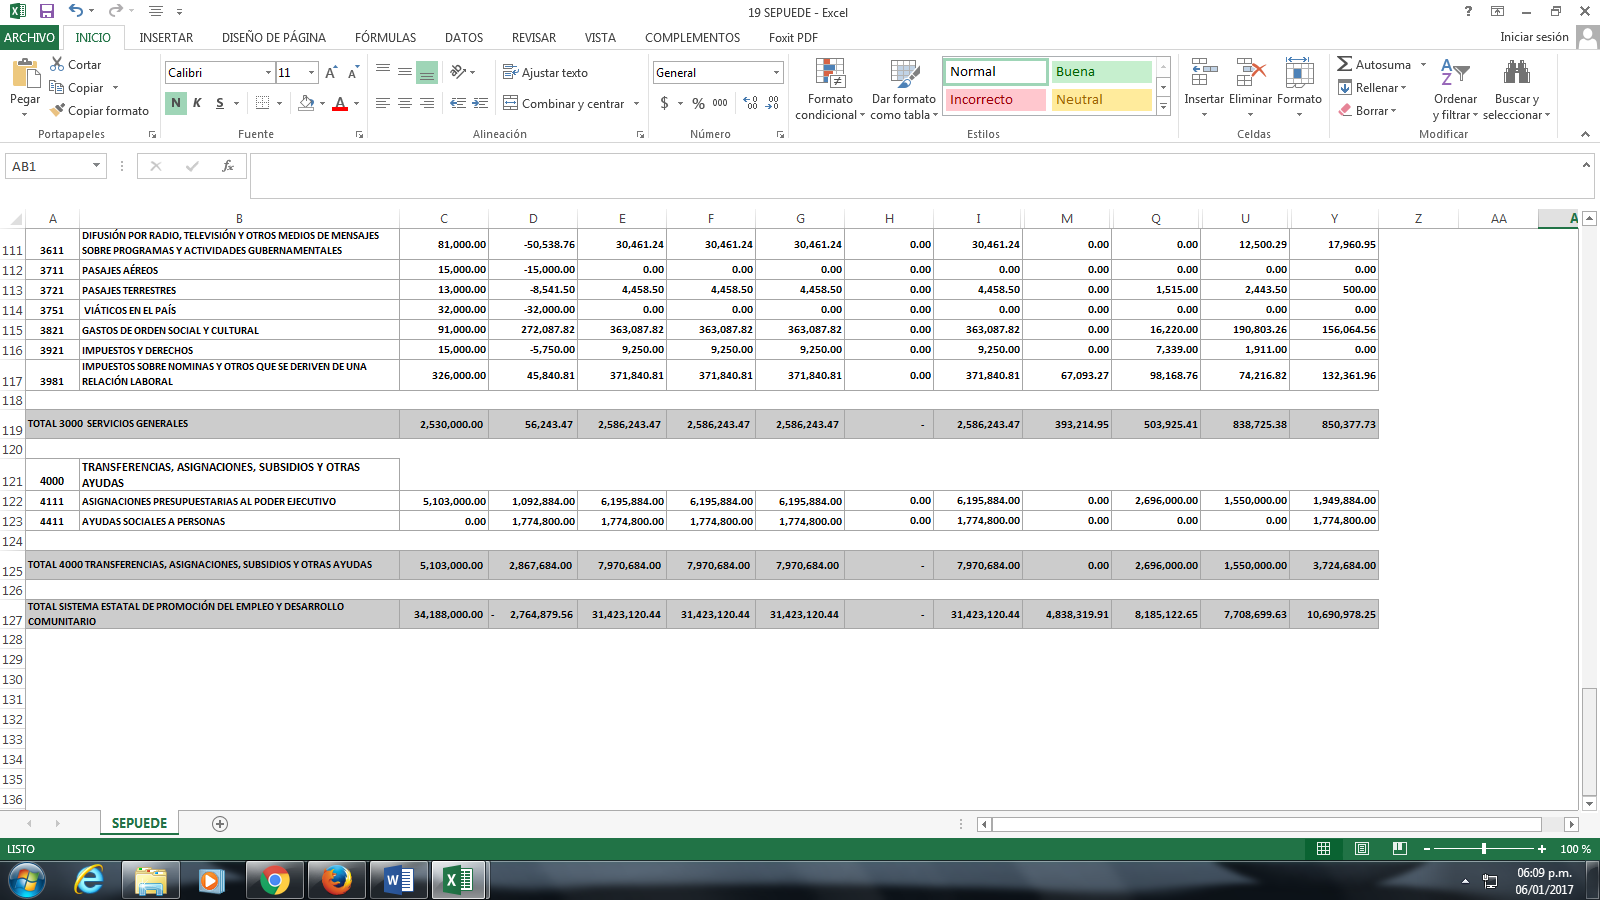 19 SEPUEDE - Excel
ARCHIVO INICIO INSERTAR DISEÑO DE PÁGINA FÓRMULAS DATOS REVISAR VISTA COMPLEMENTOS Foxit PDF Iniciar sesión
Pegar Cortar Copiar Copiar formato Portapapeles
Calibri 11 N K S Fuente
Ajustar texto Combinar y centrar Alineación
General $ % 000 Número
Formato condicional Dar formato como tabla Normal Buena Incorrecto Neutral Estilos
Insertar Eliminar Formato Celdas
Autosuma Rellenar Borrar Ordenar y filtrar Buscar y seleccionar Modificar
AB1 fx
A B C D E F G H I M Q U Y Z AA A
111 3611 DIFUSIÓN POR RADIO, TELEVISIÓN Y OTROS MEDIOS DE MENSAJES
SOBRE PROGRAMAS Y ACTIVIDADES GUBERNAMENTALES 81,000.00 -50,538.76 30,461.24 30,461.24 30,461.24 0.00 30,461.24 0.00 0.00 12,500.29 17,960.95
112 3711 PASAJES AÉREOS 15,000.00 -15,000.00 0.00 0.00 0.00 0.00 0.00 0.00 0.00 0.00 0.00
113 3721 PASAJES TERRESTRES 13,000.00 -8,541.50 4,458.50 4,458.50 4,458.50 0.00 4,458.50 0.00 1,515.00 2,443.50 500.00
114 3751 VIÁTICOS EN EL PAÍS 32,000.00 -32,000.00 0.00 0.00 0.00 0.00 0.00 0.00 0.00 0.00 0.00
115 3821 GASTOS DE ORDEN SOCIAL Y CULTURAL 91,000.00 272,087.82 363,087.82 363,087.82 363,087.82 0.00 363,087.82 0.00 16,220.00 190,803.26 156,064.56
116 3921 IMPUESTOS Y DERECHOS 15,000.00 -5,750.00 9,250.00 9,250.00 9,250.00 0.00 9,250.00 0.00 7,339.00 1,911.00 0.00
117 3981 IMPUESTOS SOBRE NOMINAS Y OTROS QUE SE DERIVEN DE UNA
RELACIÓN LABORAL 326,000.00 45,840.81 371,840.81 371,840.81 371,840.81 0.00 371,840.81 67,093.27 98,168.76 74,216.82 132,361.96
118
119 TOTAL 3000 SERVICIOS GENERALES 2,530,000.00 56,243.47 2,586,243.47 2,586,243.47 2,586,243.47 - 2,586,243.47 393,214.95 503,925.41 838,725.38 850,377.73
120
121 4000 TRANSFERENCIAS, ASIGNACIONES, SUBSIDIOS Y OTRAS
AYUDAS
122 4111 ASIGNACIONES PRESUPUESTARIAS AL PODER EJECUTIVO 5,103,000.00 1,092,884.00 6,195,884.00 6,195,884.00 6,195,884.00 0.00 6,195,884.00 0.00 2,696,000.00 1,550,000.00 1,949,884.00
123 4411 AYUDAS SOCIALES A PERSONAS 0.00 1,774,800.00 1,774,800.00 1,774,800.00 1,774,800.00 0.00 1,774,800.00 0.00 0.00 0.00 1,774,800.00
124
125 TOTAL 4000 TRANSFERENCIAS, ASIGNACIONES, SUBSIDIOS Y OTRAS AYUDAS 5,103,000.00 2,867,684.00 7,970,684.00 7,970,684.00 7,970,684.00 - 7,970,684.00 0.00 2,696,000.00 1,550,000.00 3,724,684.00
126
127 TOTAL SISTEMA ESTATAL DE PROMOCIÓN DEL EMPLEO Y DESARROLLO
COMUNITARIO 34,188,000.00 - 2,764,879.56 31,423,120.44 31,423,120.44 31,423,120.44 - 31,423,120.44 4,838,319.91 8,185,122.65 7,708,699.63 10,690,978.25
128
129
130
131
132
133
134
135
136
SEPUEDE
LISTO 100 %
06:09 p.m.
06/01/2017